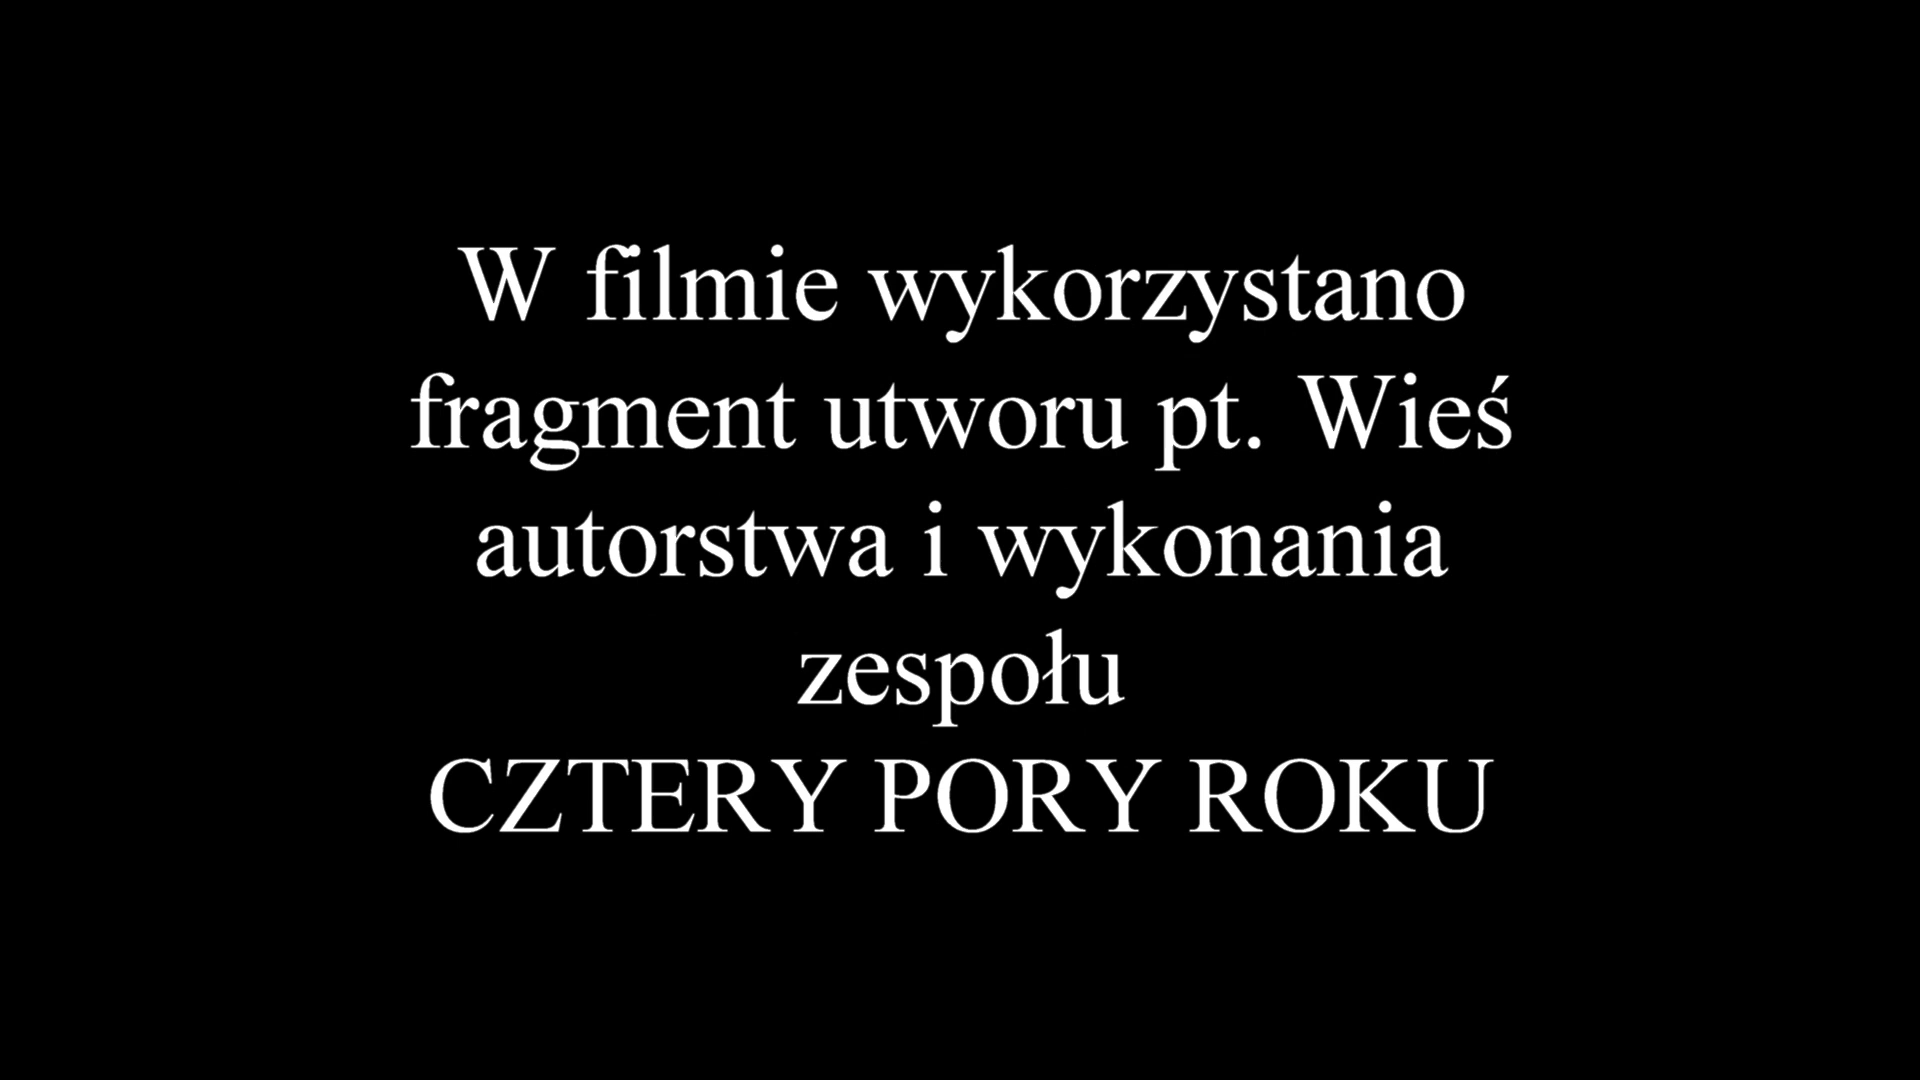 W filmie wykorzystano
fragment utworu pt. Wieś
autorstwa i wykonania
zespołu
CZTERY PORY ROKU